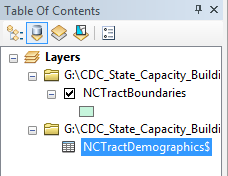 Table Of Contents
Layers
G:\CDC_State_Capacity_Buildi
NCTractBoundaries
G:\CDC_State_Capacity_Buildi
NCTractDemographics$